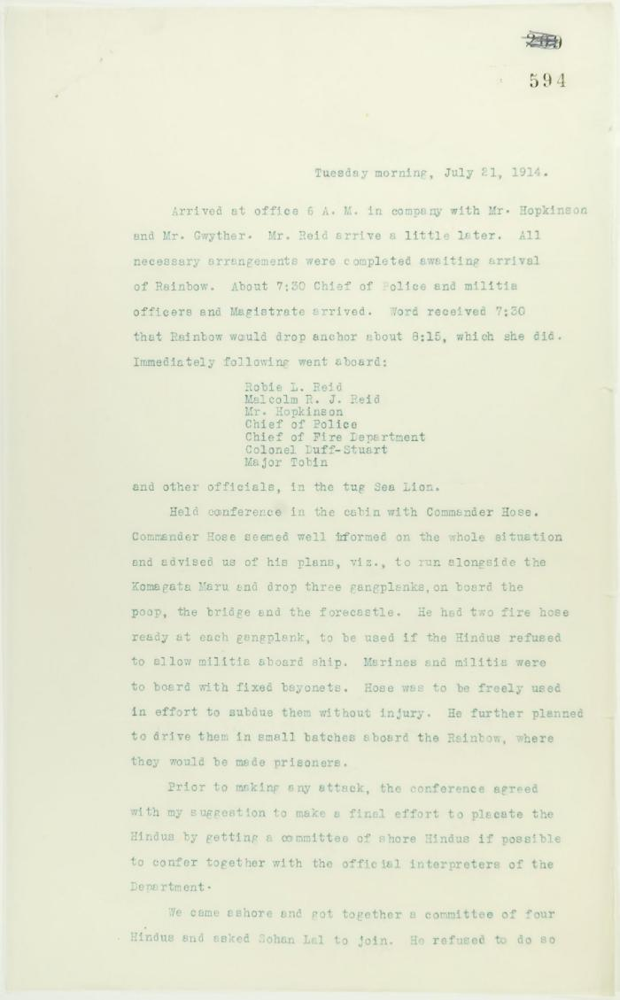 594
Tuesday morning, July 21, 1914.
Arrived at office 6 A. M. in company with Mr. Hopkinson
and Mr. Gwyther. Mr. Reid arrive a little later. All
necessary arrangements were completed awaiting arrival
of Rainbow. About 7:30 Chief of Police and militia
officers and Magistrate arrived. Word received 7:30
that Rainbow would drop anchor about 8:15, which she did.
Immediately following went aboard:
Robie L. Reid
Malcolm R. J. Reid
Mr. Hopkinson
Chief of Police
Chief of Fire Department
Colonel Duff-Stuart
Major Tobin
and other officials, in the tug Sea Lion.
Held conference in the cabin with Commander Hose.
Commander Hose seemed well informed on the whole situation
and advised us of his plans, viz., to run alongside the
Komagata Maru and drop three gangplanks, on board the
poop, the bridge and the forecastle. He had two fire hose
ready at each gangplank, to be used if the Hindus refused
to allow militia aboard ship. Marines and militia were
to board with fixed bayonets. Hose was to be freely used
in effort to subdue them without injury. He further planned
to drive them in small batches aboard the Rainbow, where
they would be made prisoners.
Prior to making any attack, the conference agreed
with my suggestion to make a final effort to placate the
Hindus by getting a committee of shore Hindus if possible
to confer together with the official interpreters of the
Department.
We came ashore and got together a committee of four
Hindus and asked Sohan Lal to join. He refused to do so